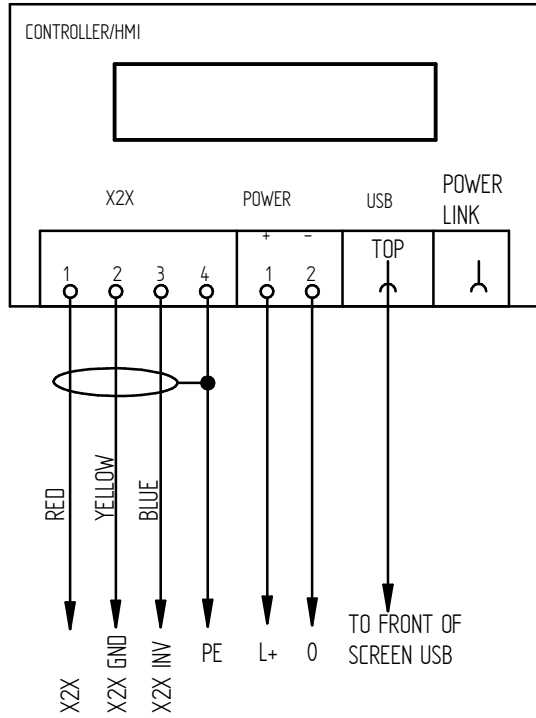 CONTROLLER/HMI
X2X
POWER
USB
POWER
LINK
+ -
TOP
1 2 3 4 1 2
RED
YELLOW
BLUE
X2X
X2X GND
X2X INV
PE
L+
0
TO FRONT OF
SCREEN USB